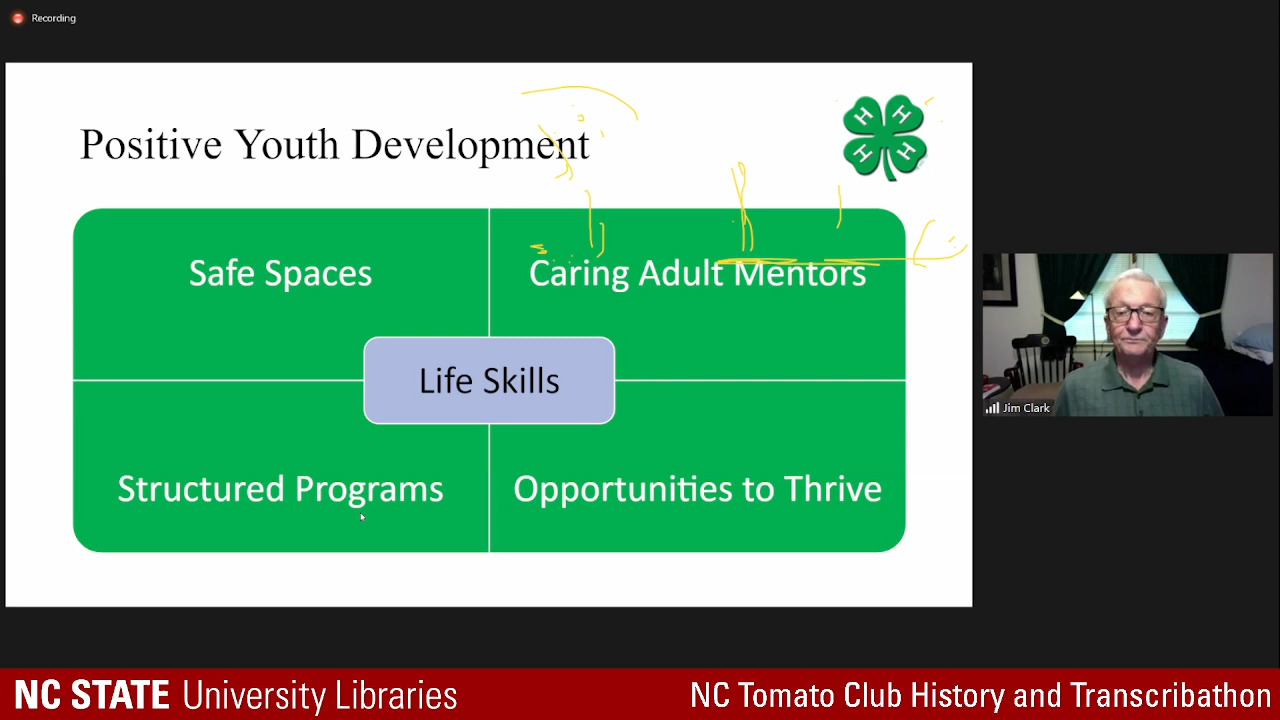 Recording
Positive Youth Development
H H
H H
Safe Spaces
Caring Adult Mentors
Life Skills
Structured Programs
Opportunities to Thrive
Jim Clark
NC STATE University Libraries
NC Tomato Club History and Transcribathon